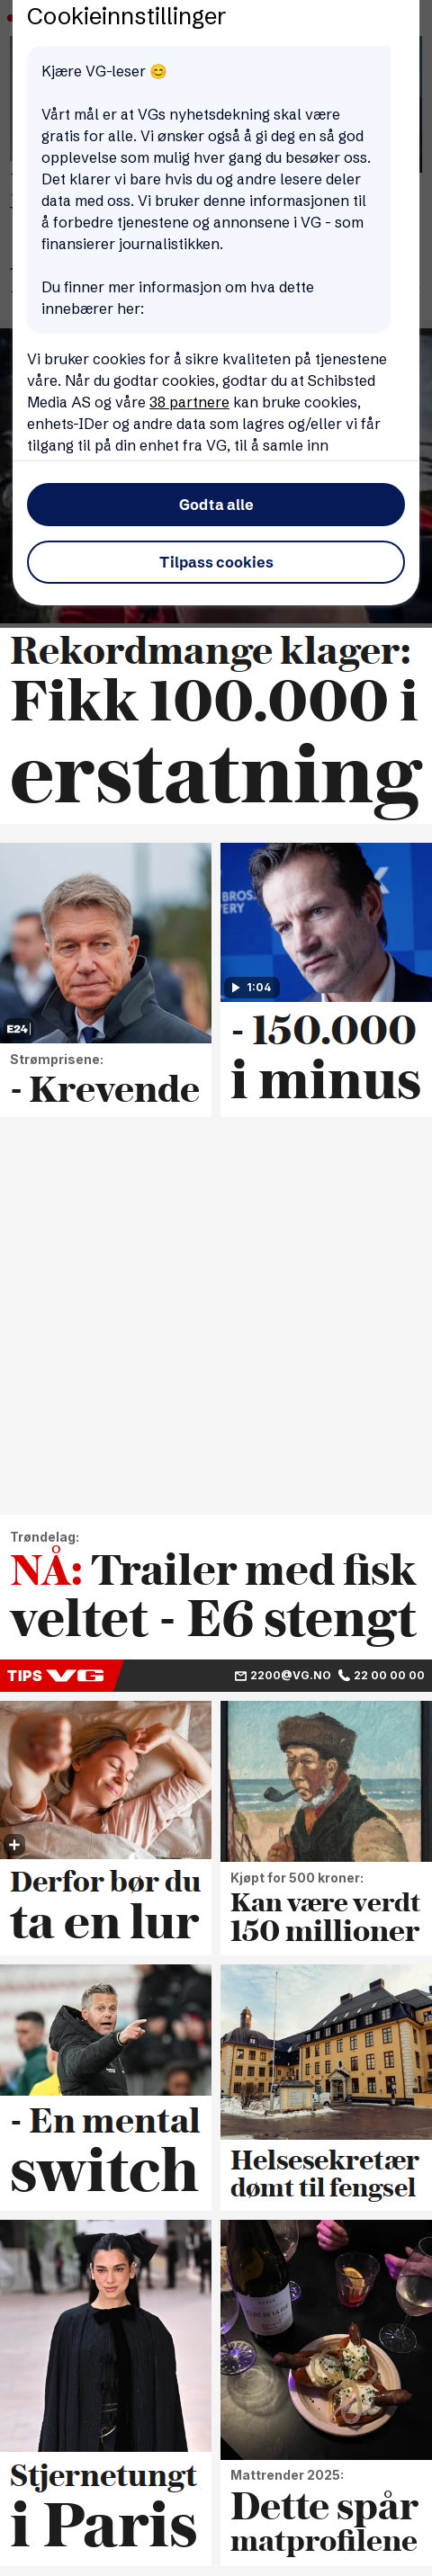 Cookieinnstillinger
Kjære VG-leser 😊
Vårt mål er at VGs nyhetsdekning skal være
gratis for alle. Vi ønsker også å gi deg en så god
opplevelse som mulig hver gang du besøker oss.
Det klarer vi bare hvis du og andre lesere deler
data med oss. Vi bruker denne informasjonen til
å forbedre tjenestene og annonsene i VG - som
finansierer journalistikken.
Du finner mer informasjon om hva dette
innebærer her:
Vi bruker cookies for å sikre kvaliteten på tjenestene
våre. Når du godtar cookies, godtar du at Schibsted
Media AS og våre 38 partnere kan bruke cookies,
enhets-IDer og andre data som lagres og/eller vi får
tilgang til på din enhet fra VG, til å samle inn
Godta alle
Tilpass cookies
Rekordmange klager:
Fikk 100.000 i
erstatning
E24
Strømprisene:
- Krevende
BROS.
1:04
- 150.000
i minus
Trøndelag:
NÅ: Trailer med fisk
veltet - E6 stengt
TIPS VG
2200@VG.NO 22 00 00 00
Derfor bør du
ta en lur
Kjøpt for 500 kroner:
Kan være verdt
150 millioner
- En mental
switch
Helsesekretær
dømt til fengsel
Stjernetungt
i Paris
Mattrender 2025:
Dette spår
matprofilene